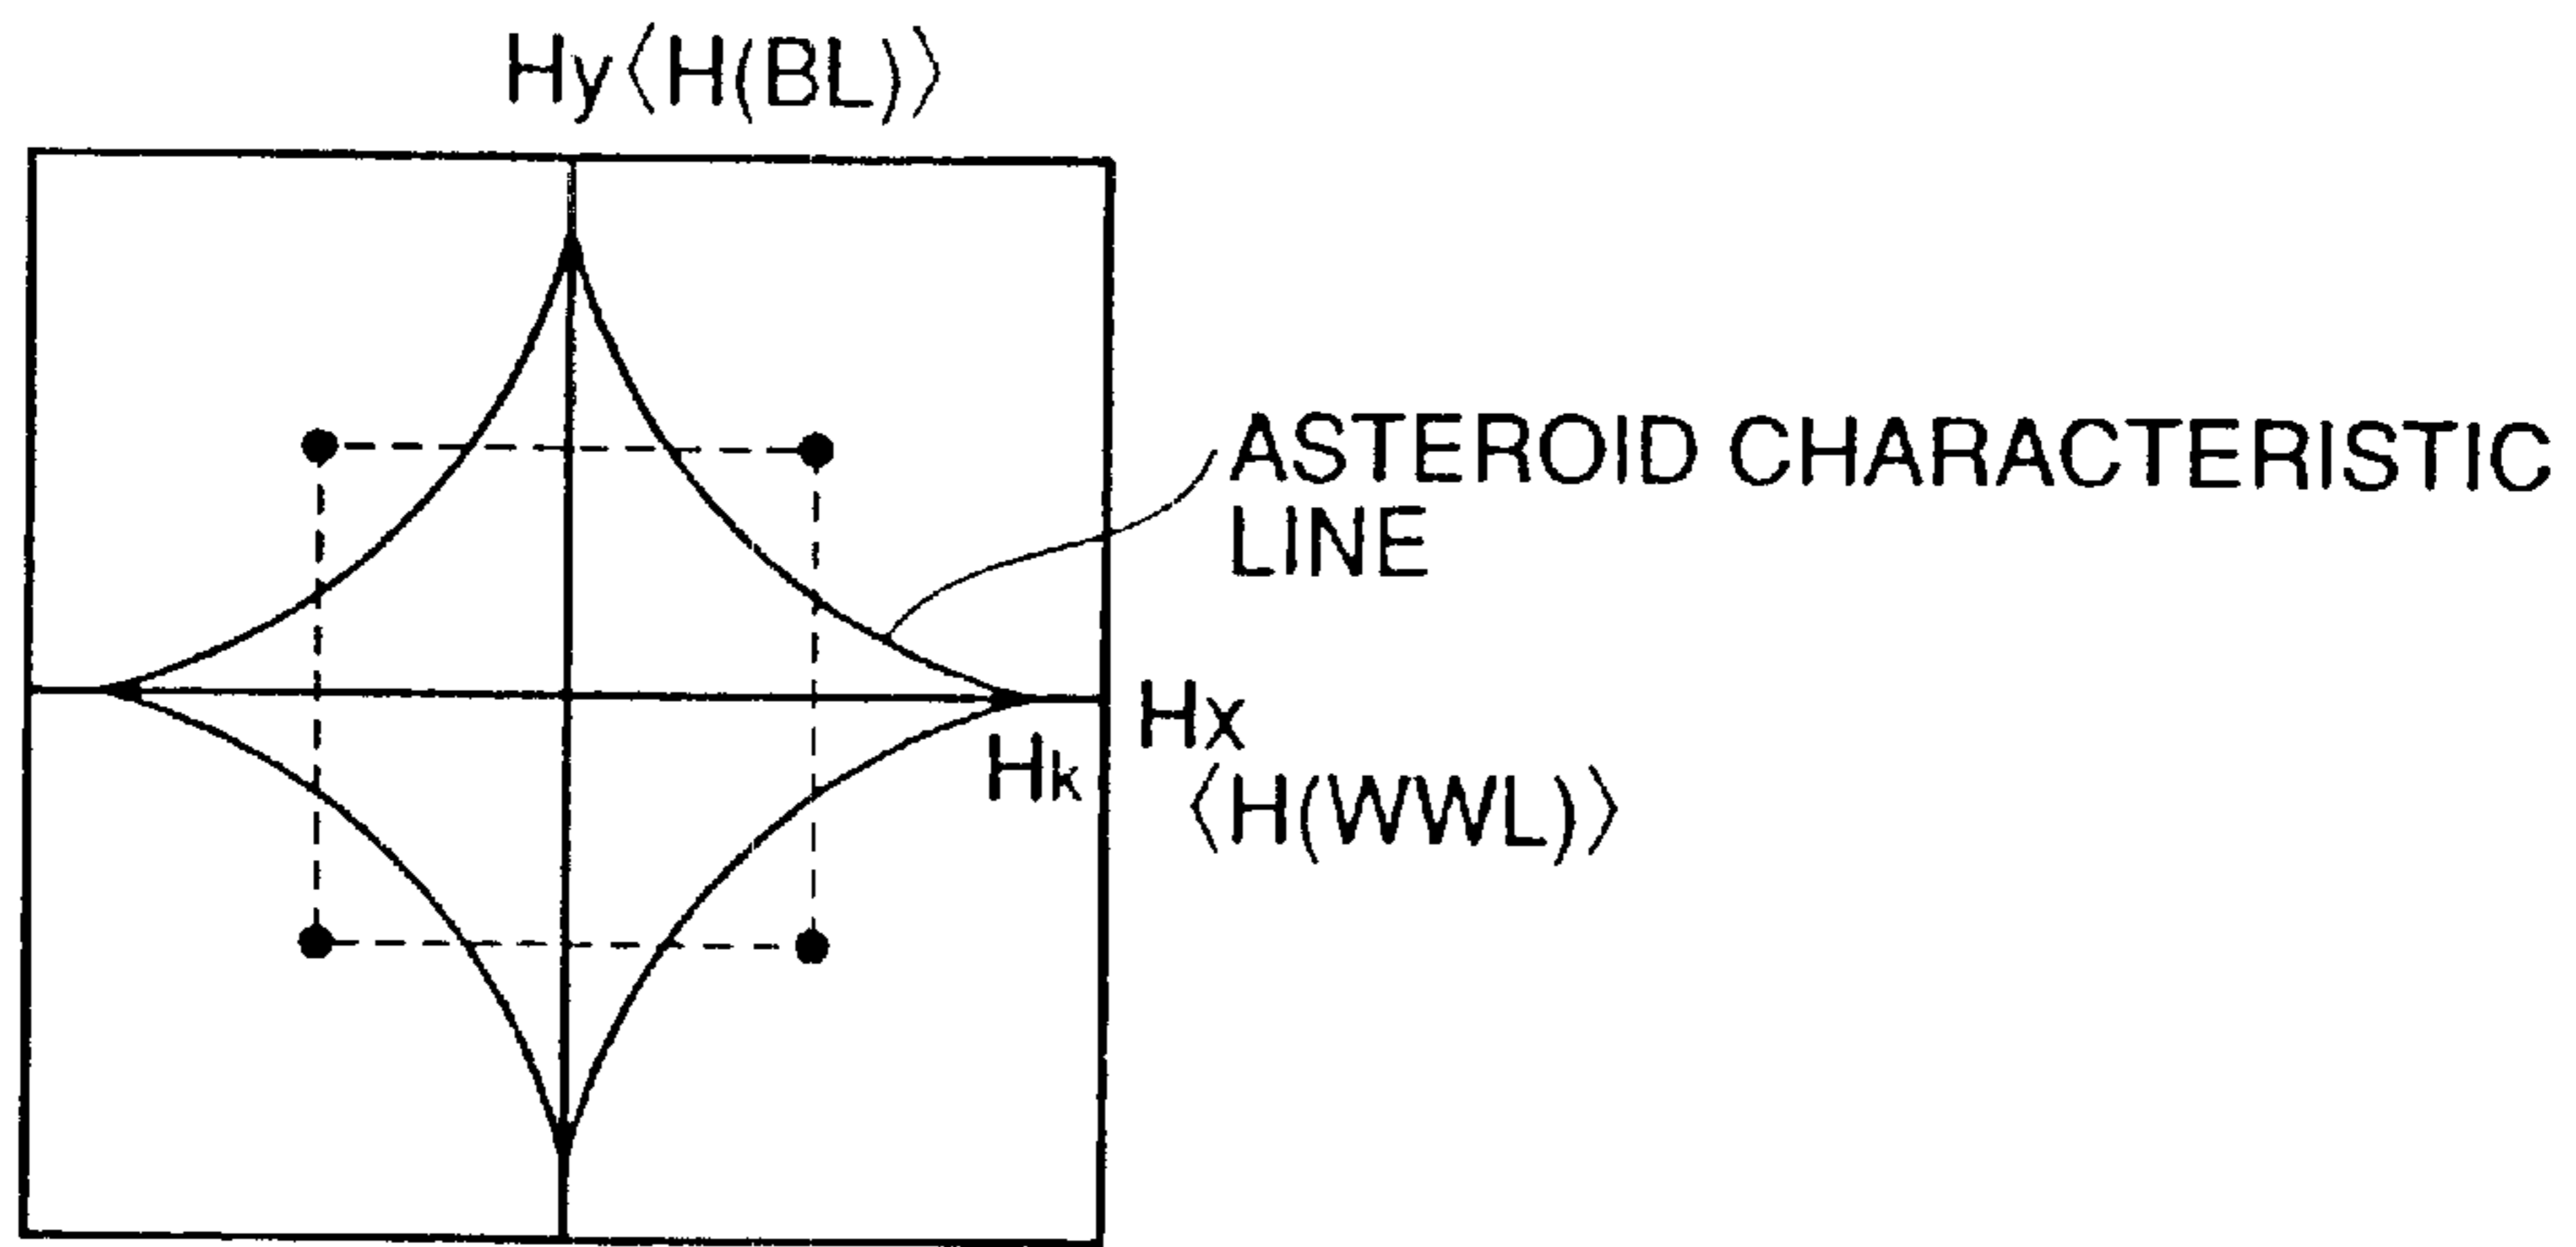 Hy〈H(BL)〉
ASTEROID CHARACTERISTIC
LINE
Hx
Hk
〈H(WWL)〉